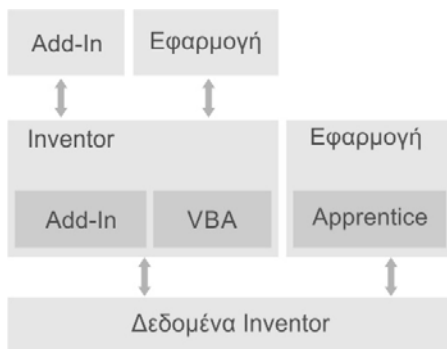 Add-In
Εφαρμογή
Inventor
Εφαρμογή
Add-In
VBA
Apprentice
Δεδομένα Inventor